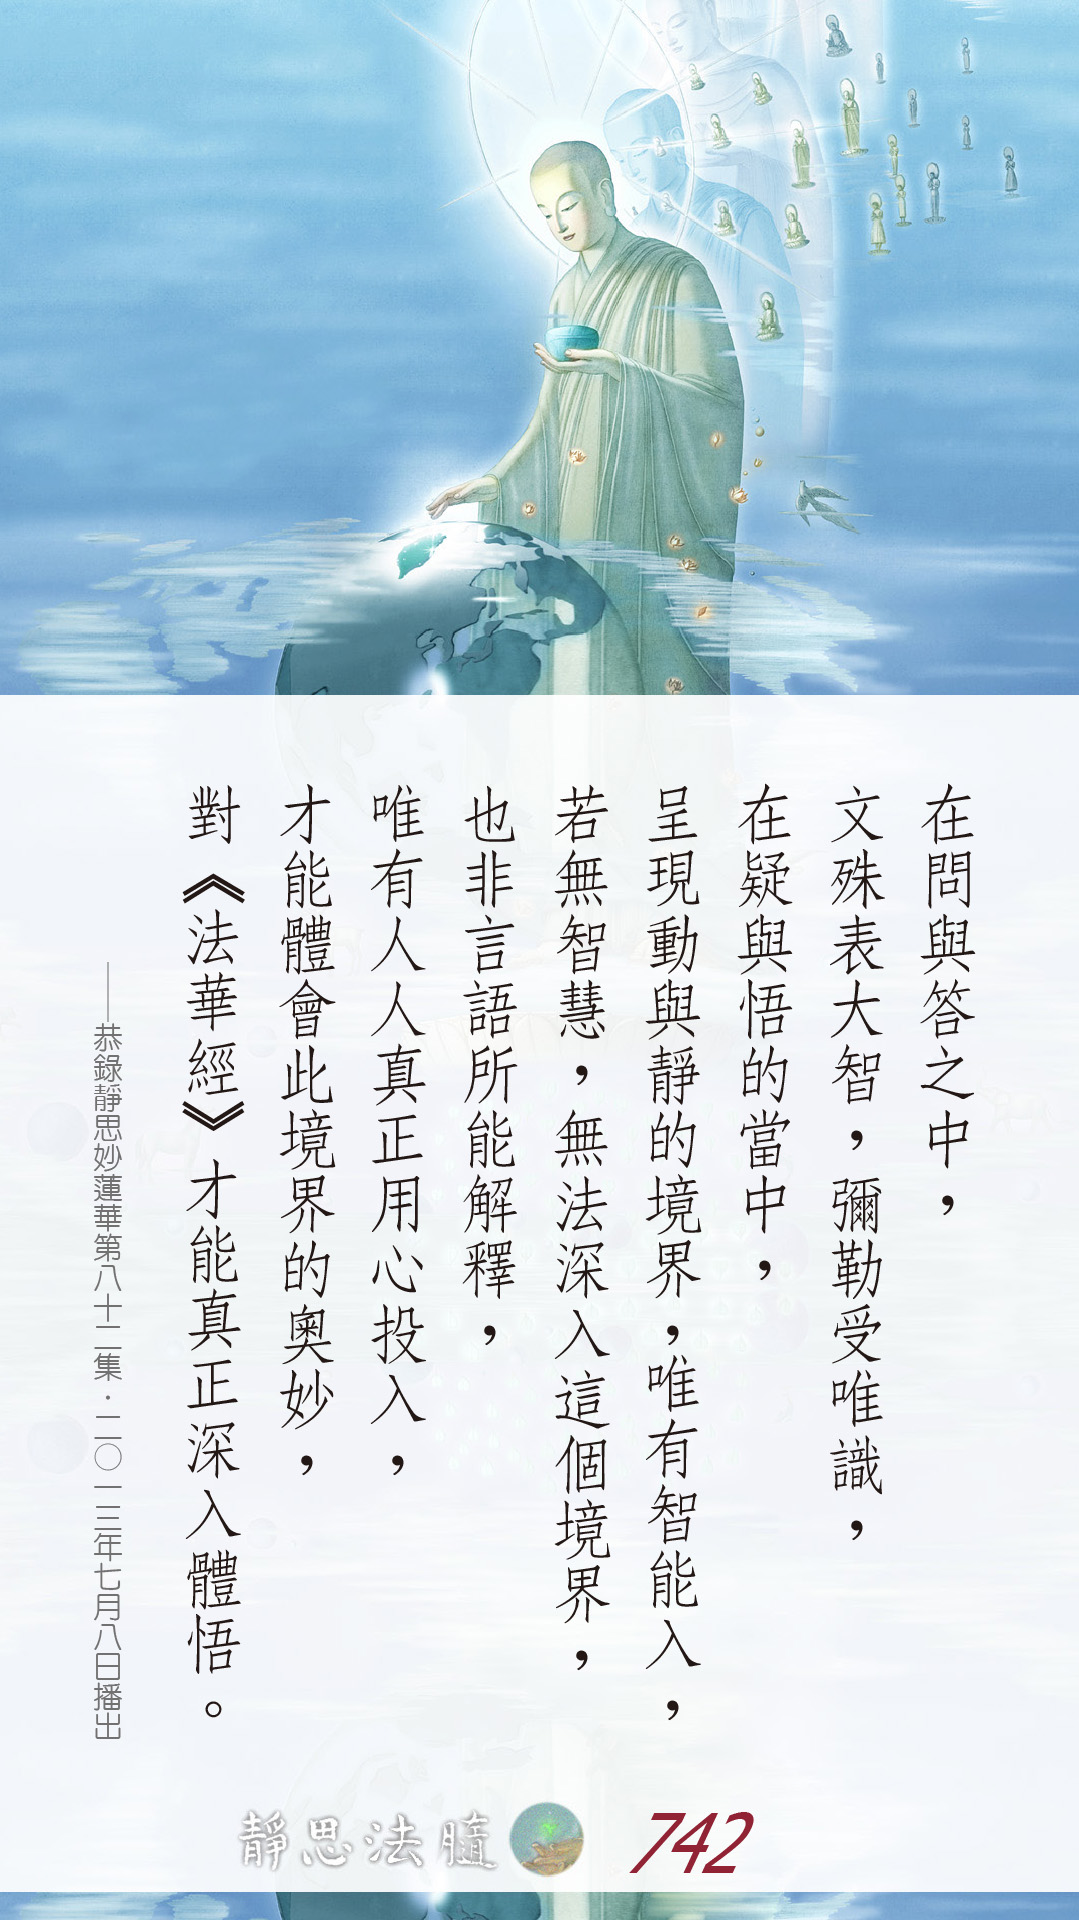 在問與答之中，
文殊表大智，彌勒受唯識，
在疑與悟的當中，
呈現動與靜的境界，唯有智能入，
若無智慧，無法深入這個境界，
也非言語所能解釋，
唯有人人真正用心投入，
才能體會此境界的奧妙，
對《法華經》才能真正深入體悟。
——恭錄靜思妙蓮華第八十二集．二〇一三年七月八日播出
靜思法髓 742